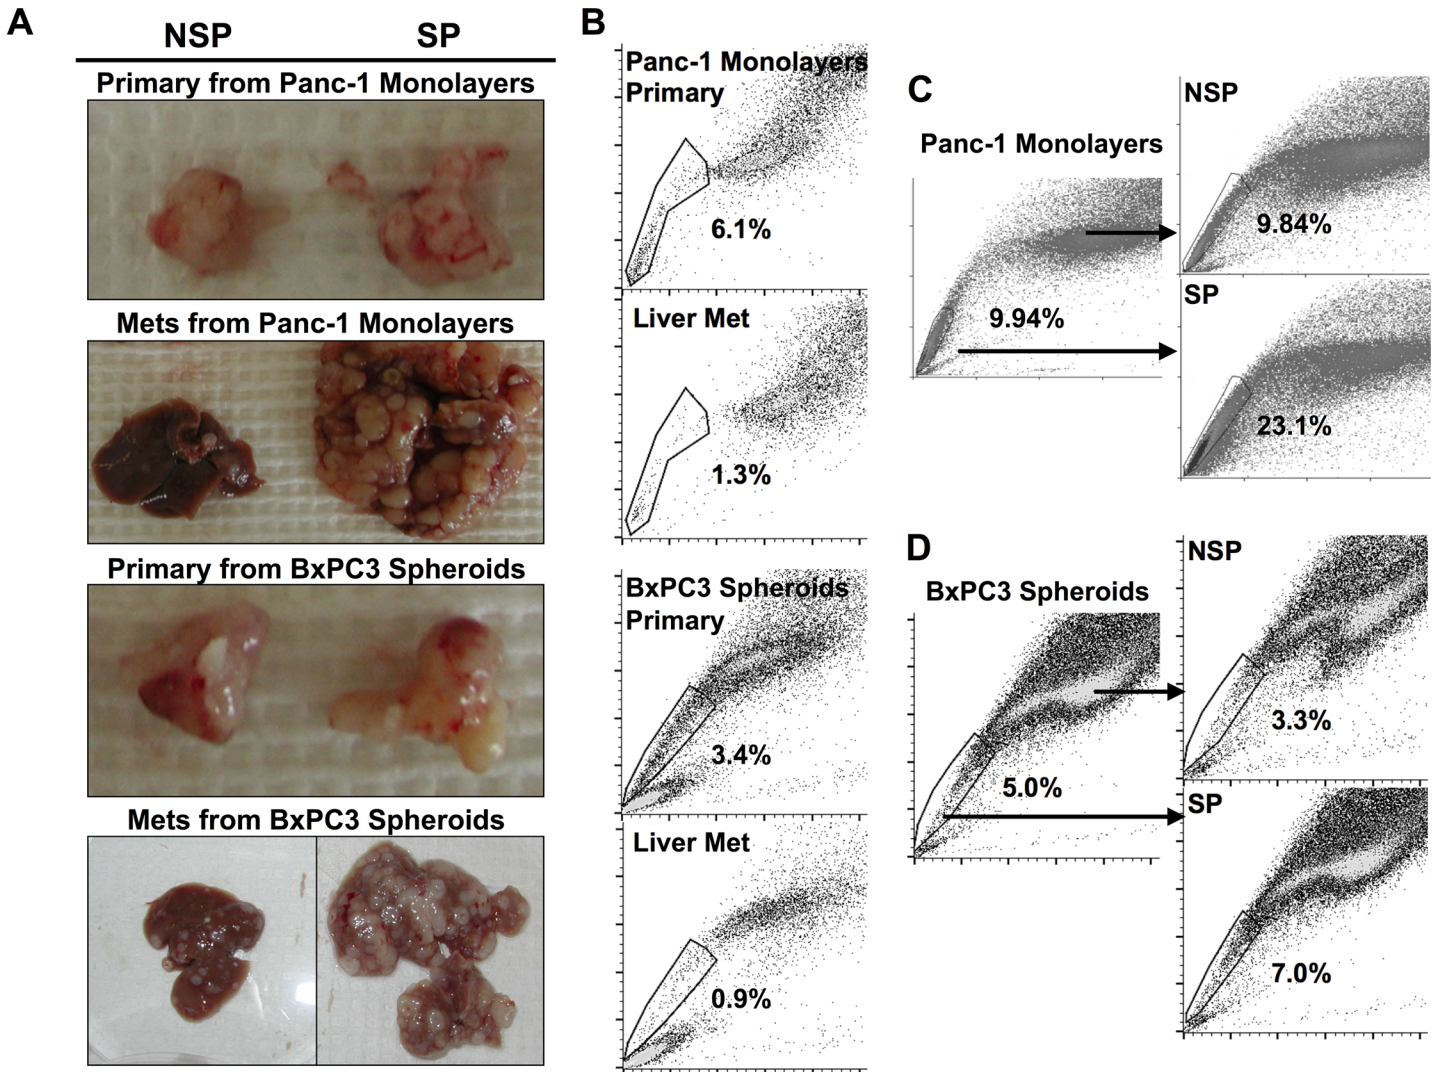 A
NSP SP
Primary from Panc-1 Monolayers
Mets from Panc-1 Monolayers
Primary from BxPC3 Spheroids
Mets from BxPC3 Spheroids
B
Panc-1 Monolayers
Primary
6.1%
Liver Met
1.3%
BxPC3 Spheroids
Primary
3.4%
Liver Met
0.9%
C
Panc-1 Monolayers
9.94%
NSP
9.84%
SP
23.1%
D
BxPC3 Spheroids
5.0%
NSP
3.3%
SP
7.0%